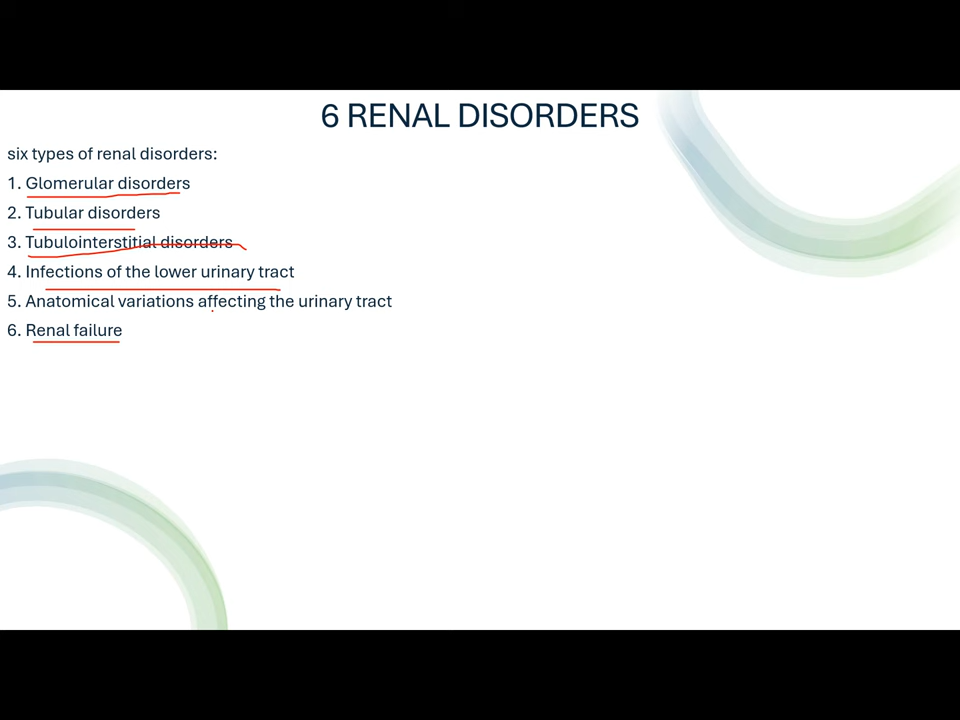 6 RENAL DISORDERS
six types of renal disorders:
1. Glomerular disorders
2. Tubular disorders
3. Tubulointerstitial disorders
4. Infections of the lower urinary tract
5. Anatomical variations affecting the urinary tract
6. Renal failure